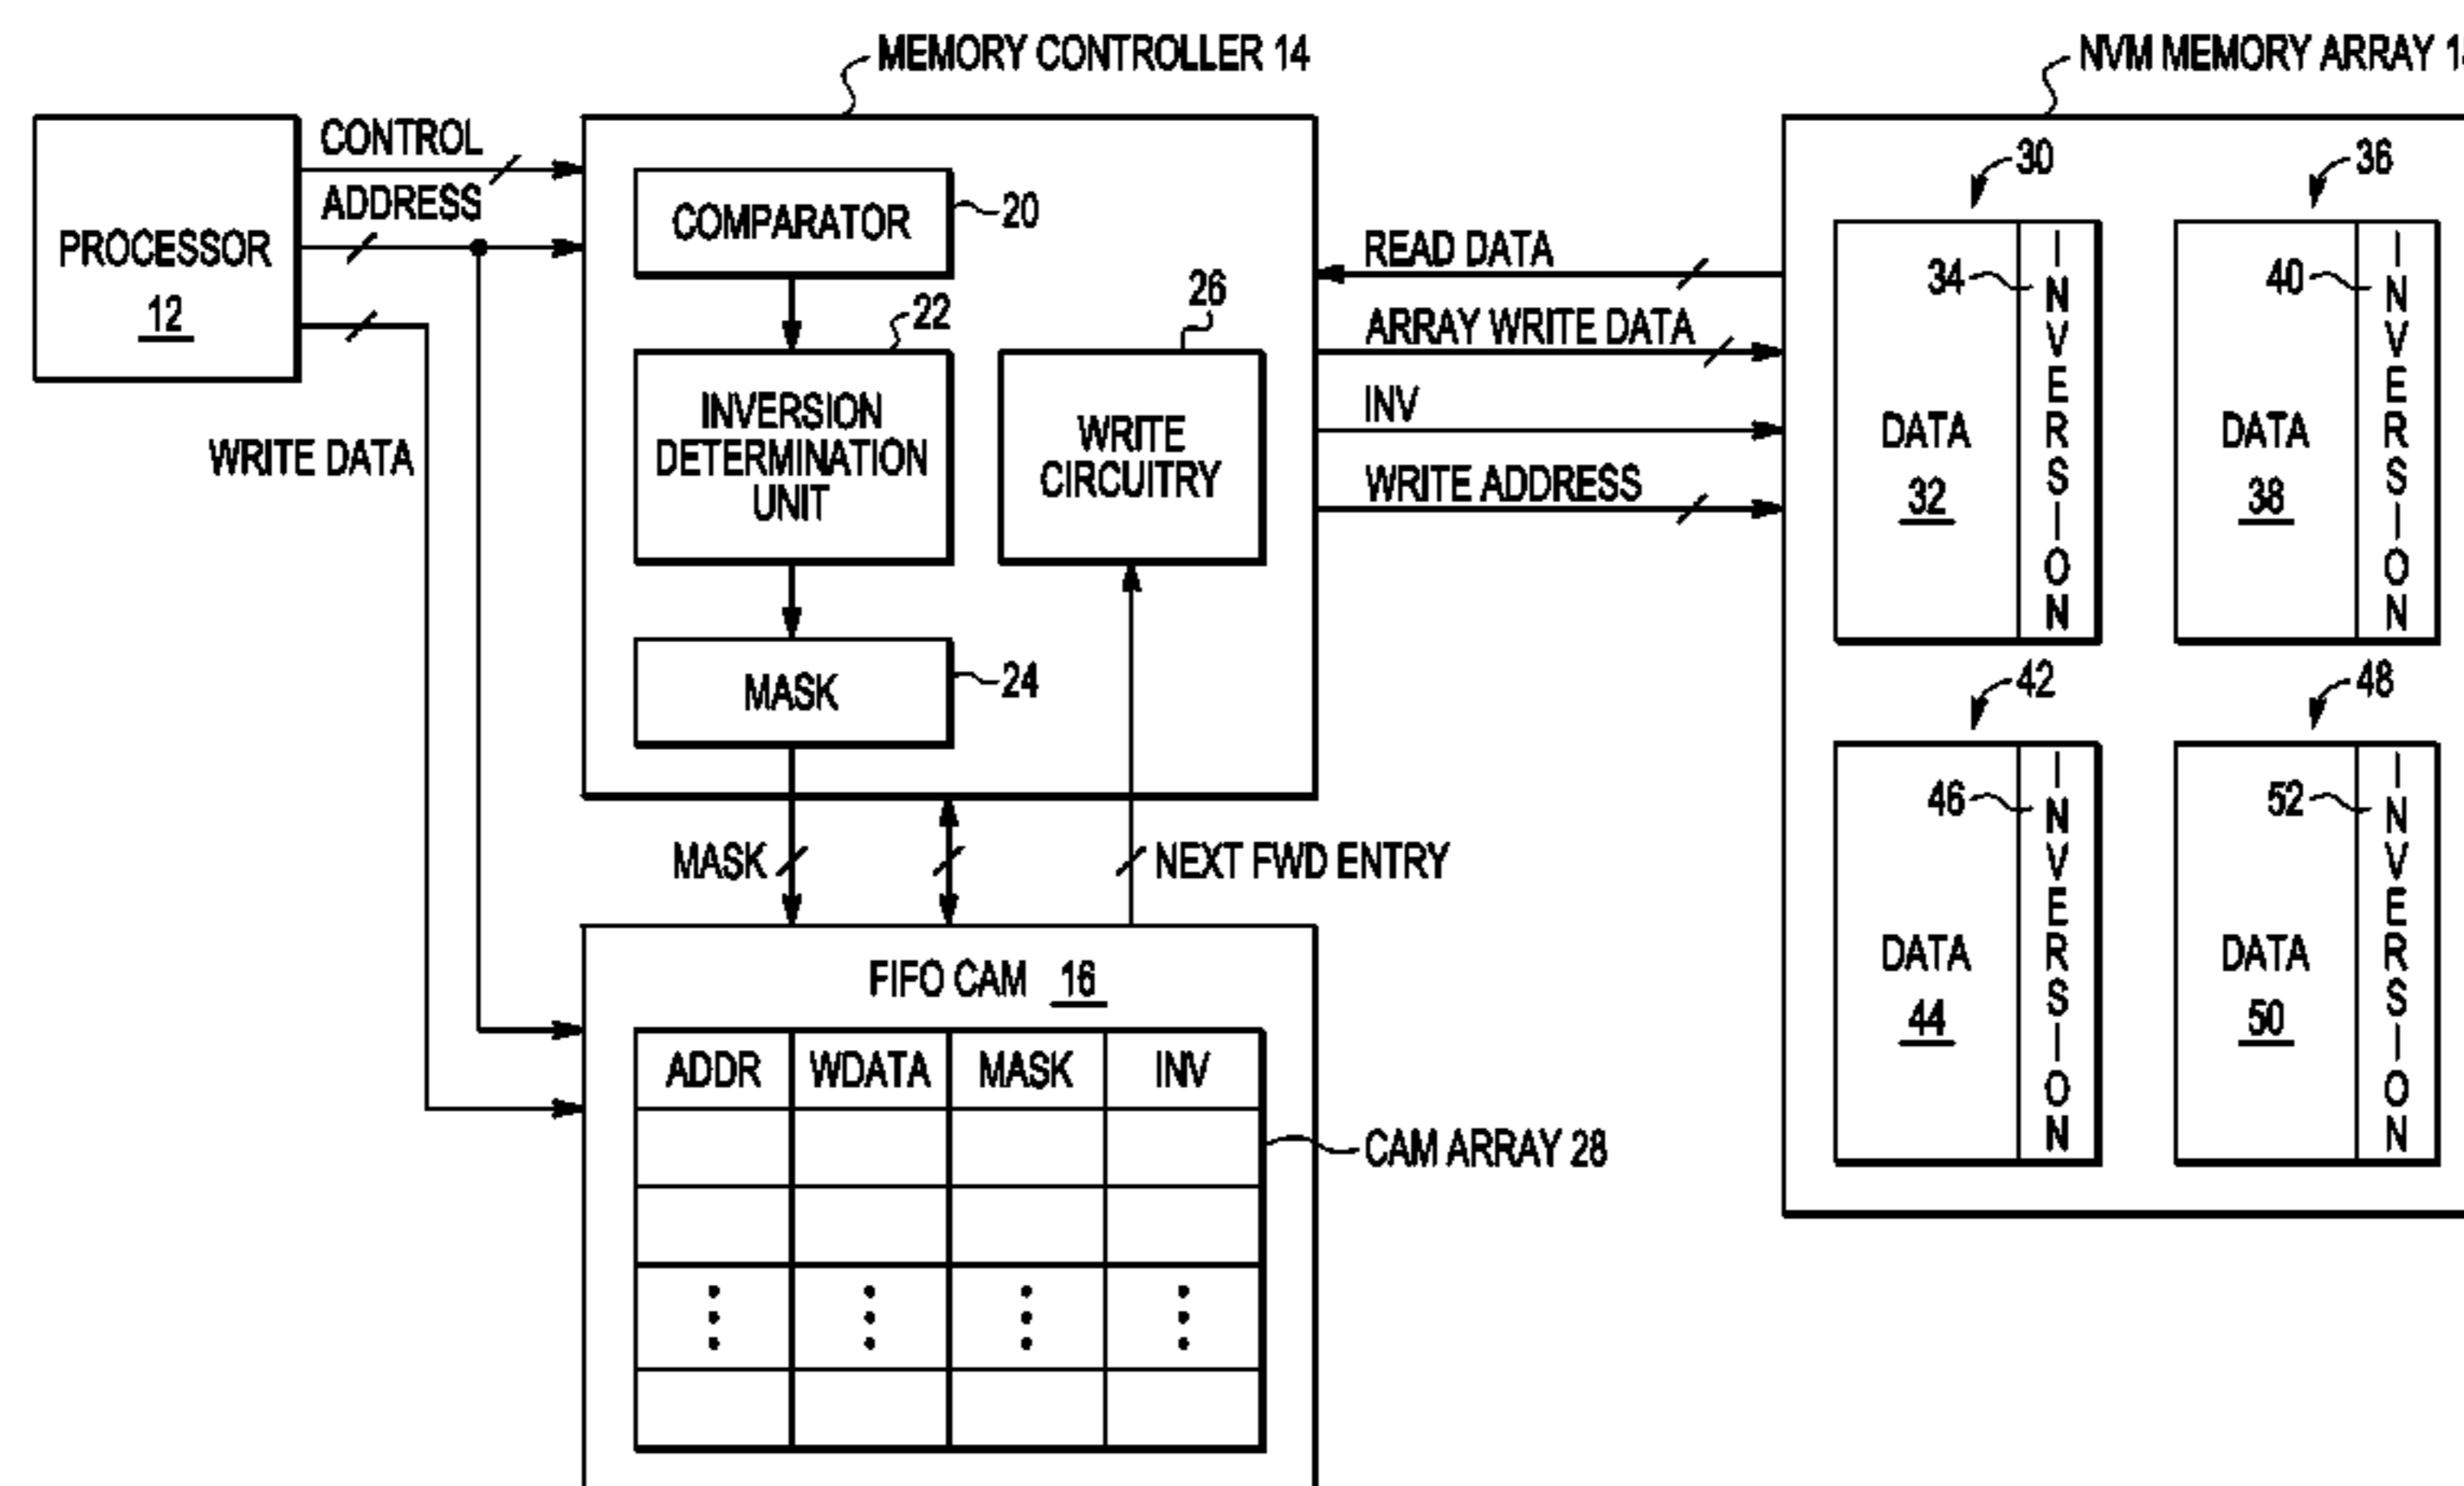 MEMORY CONTROLLER 14
NVM MEMORY ARRAY
PROCESSOR
12
CONTROL
ADDRESS
WRITE DATA
COMPARATOR
20
22
INVERSION
DETERMINATION
UNIT
26
WRITE
CIRCUITRY
MASK
24
READ DATA
ARRAY WRITE DATA
INV
WRITE ADDRESS
30
34
DATA
32
INVERSION
36
40
DATA
38
INVERSION
42
46
DATA
44
INVERSION
48
52
DATA
50
INVERSION
MASK
NEXT FWD ENTRY
FIFO CAM 16
ADDR WDATA MASK INV
CAM ARRAY 28